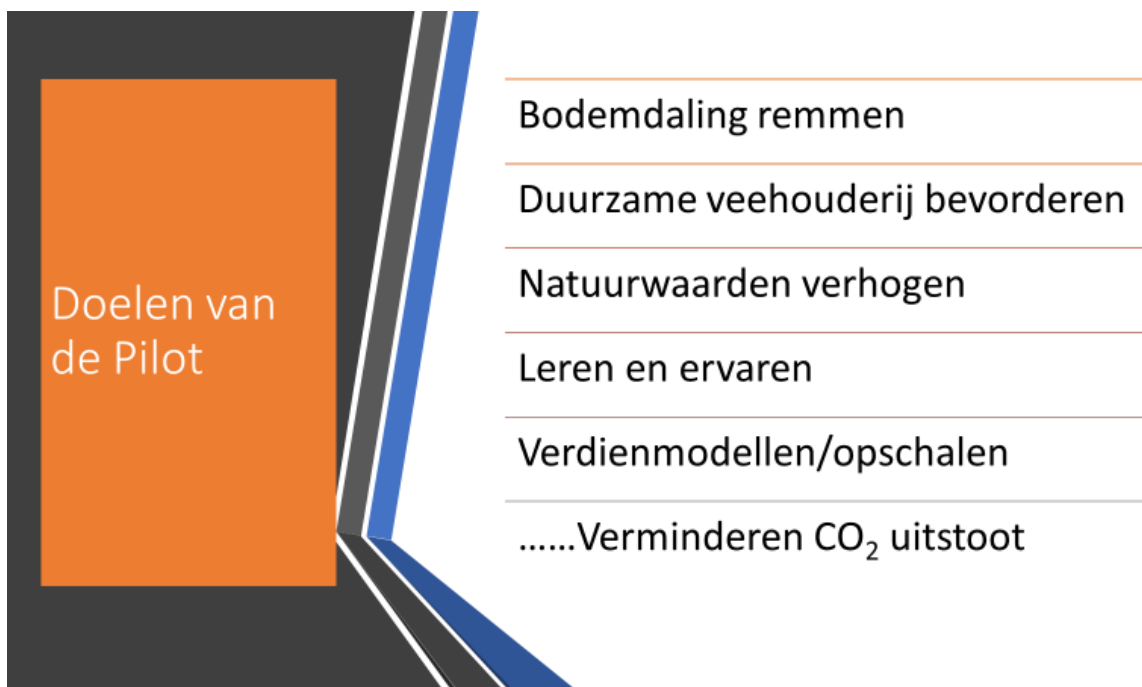 Doelen van
de Pilot
Bodemdaling remmen
Duurzame veehouderij bevorderen
Natuurwaarden verhogen
Leren en ervaren
Verdienmodellen/opschalen
......Verminderen CO₂ uitstoot